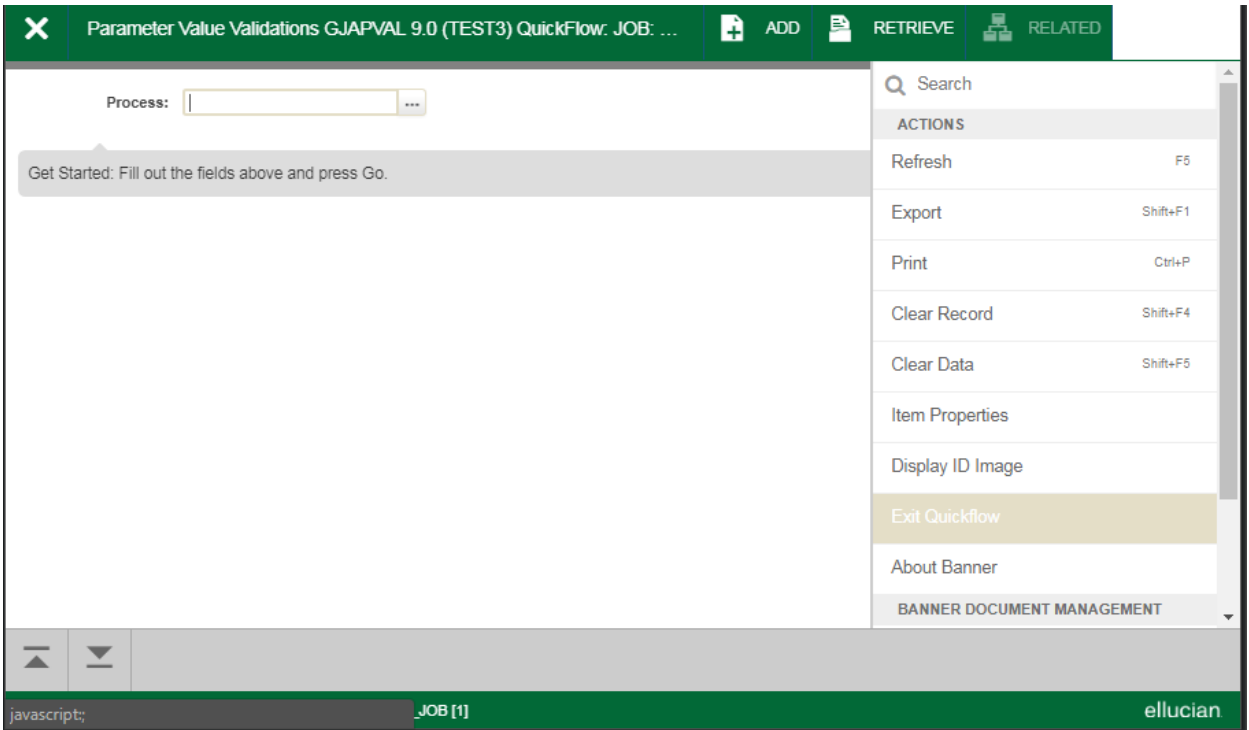 Parameter Value Validations GJAPVAL 9.0 (TEST3) QuickFlow: JOB: ...
ADD
RETRIEVE
RELATED
Process:
...
Get Started: Fill out the fields above and press Go.
Search
ACTIONS
Refresh F5
Export Shift+F1
Print Ctrl+P
Clear Record Shift+F4
Clear Data Shift+F5
Item Properties
Display ID Image
Exit Quickflow
About Banner
BANNER DOCUMENT MANAGEMENT
javascript:;
_JOB [1]
ellucian